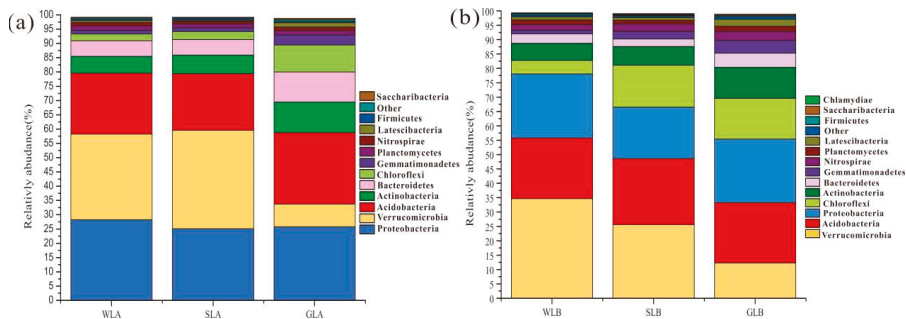 (a)
Relativly abudance(%)
100
95
90
85
80
75
70
65
60
55
50
45
40
35
30
25
20
15
10
5
0
WLA SLA GLA
Saccharibacteria
Other
Firmicutes
Latescibacteria
Nitrospirae
Planctomycetes
Gemmatimonadetes
Chloroflexi
Bacteroidetes
Actinobacteria
Acidobacteria
Verrucomicrobia
Proteobacteria
(b)
Relativly abudance(%)
100
95
90
85
80
75
70
65
60
55
50
45
40
35
30
25
20
15
10
5
0
WLB SLB GLB
Chlamydiae
Saccharibacteria
Firmicutes
Other
Latescibacteria
Planctomycetes
Nitrospirae
Gemmatimonadetes
Bacteroidetes
Actinobacteria
Chloroflexi
Proteobacteria
Acidobacteria
Verrucomicrobia